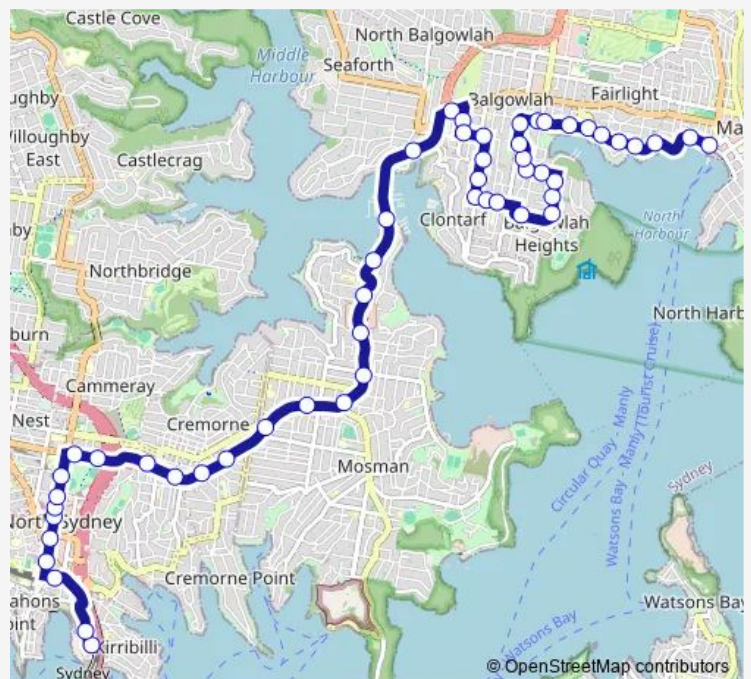 Castle Cove
North Balgowlah
Middle
Harbour
Seaforth
ughby
Balgowlah
Fairlight
Ma
Willoughby
East
Castlecrag
Clontarf
Balgowlah
Heights
North
Harbour
by
Northbridge
North Harb
burn
Cammeray
Nest
Cremorne
Mosman
Circular Quay - Manly
Watsons Bay - Manly (Tourist Cruise)
Sydney
North Sydney
Cremorne Point
ahons
oint
Watsons Bay
Watsons Bay
Kirribilli
Sydney
© OpenStreetMap contributors